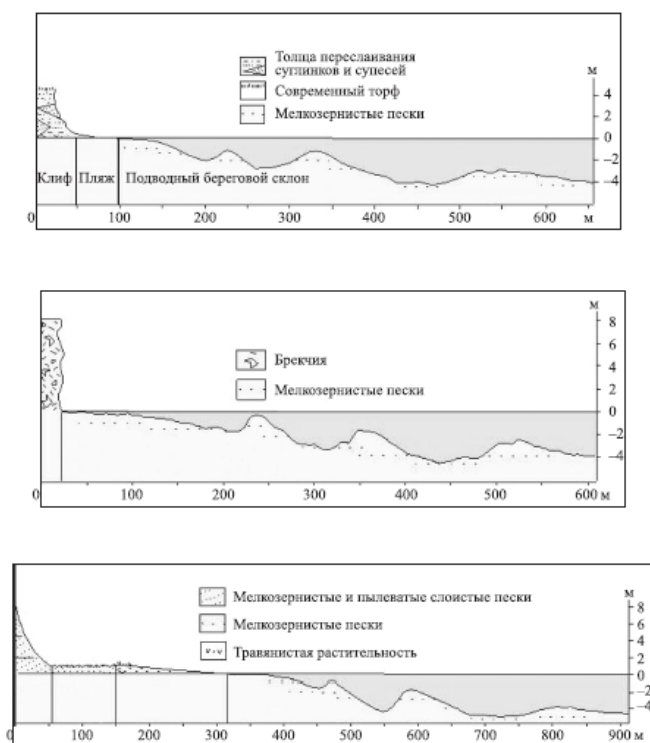 Толща переслаивания
суглинков и супесей
Современный торф
Мелкозернистые пески
м
4
2
0
–2
–4
Клиф Пляж Подводный береговой склон
0 100 200 300 400 500 600 м
Брекчия
Мелкозернистые пески
м
8
6
4
2
0
–2
–4
0 100 200 300 400 500 600 м
Мелкозернистые и пылеватые слоистые пески
Мелкозернистые пески
Травянистая растительность
м
8
6
4
2
0
–2
–4
0 100 200 300 400 500 600 700 800 900 м